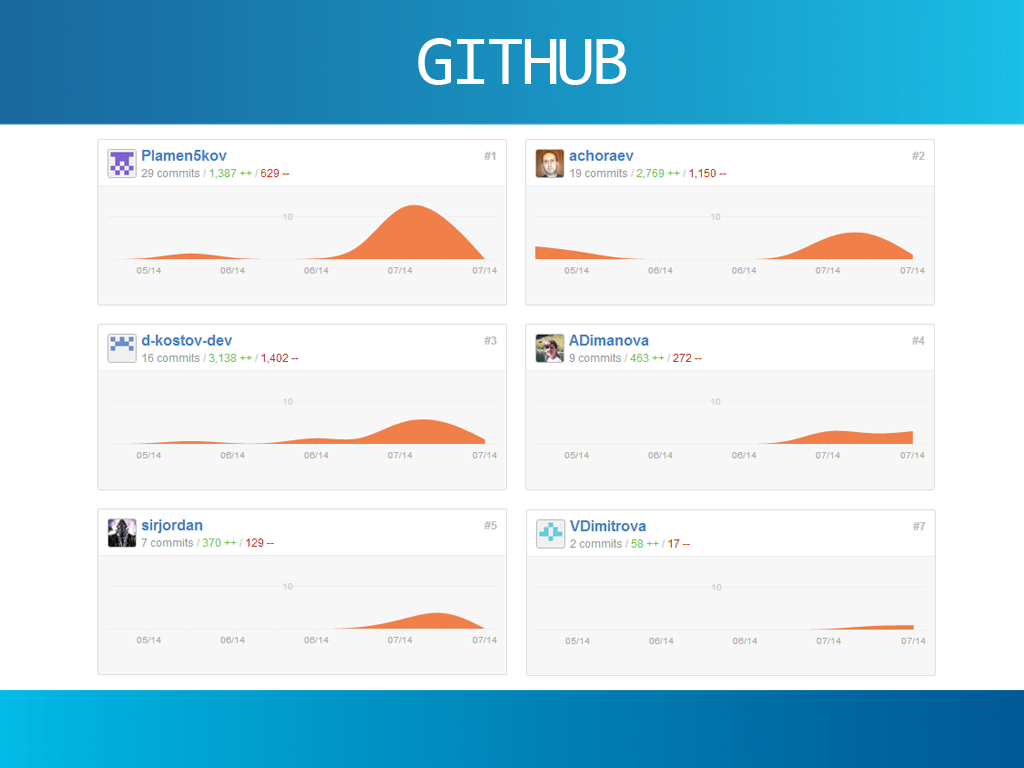 GITHUB
Plamen5kov #1
29 commits / 1,387 ++ / 629 --
10
05/14 06/14 06/14 07/14 07/14
achoraev #2
19 commits / 2,769 ++ / 1,150 --
10
05/14 06/14 06/14 07/14 07/14
d-kostov-dev #3
16 commits / 3,138 ++ / 1,402 --
10
05/14 06/14 06/14 07/14 07/14
ADimanova #4
9 commits / 463 ++ / 272 --
10
05/14 06/14 06/14 07/14 07/14
sirjordan #5
7 commits / 370 ++ / 129 --
10
05/14 06/14 06/14 07/14 07/14
VDimitrova #7
2 commits / 58 ++ / 17 --
10
05/14 06/14 06/14 07/14 07/14